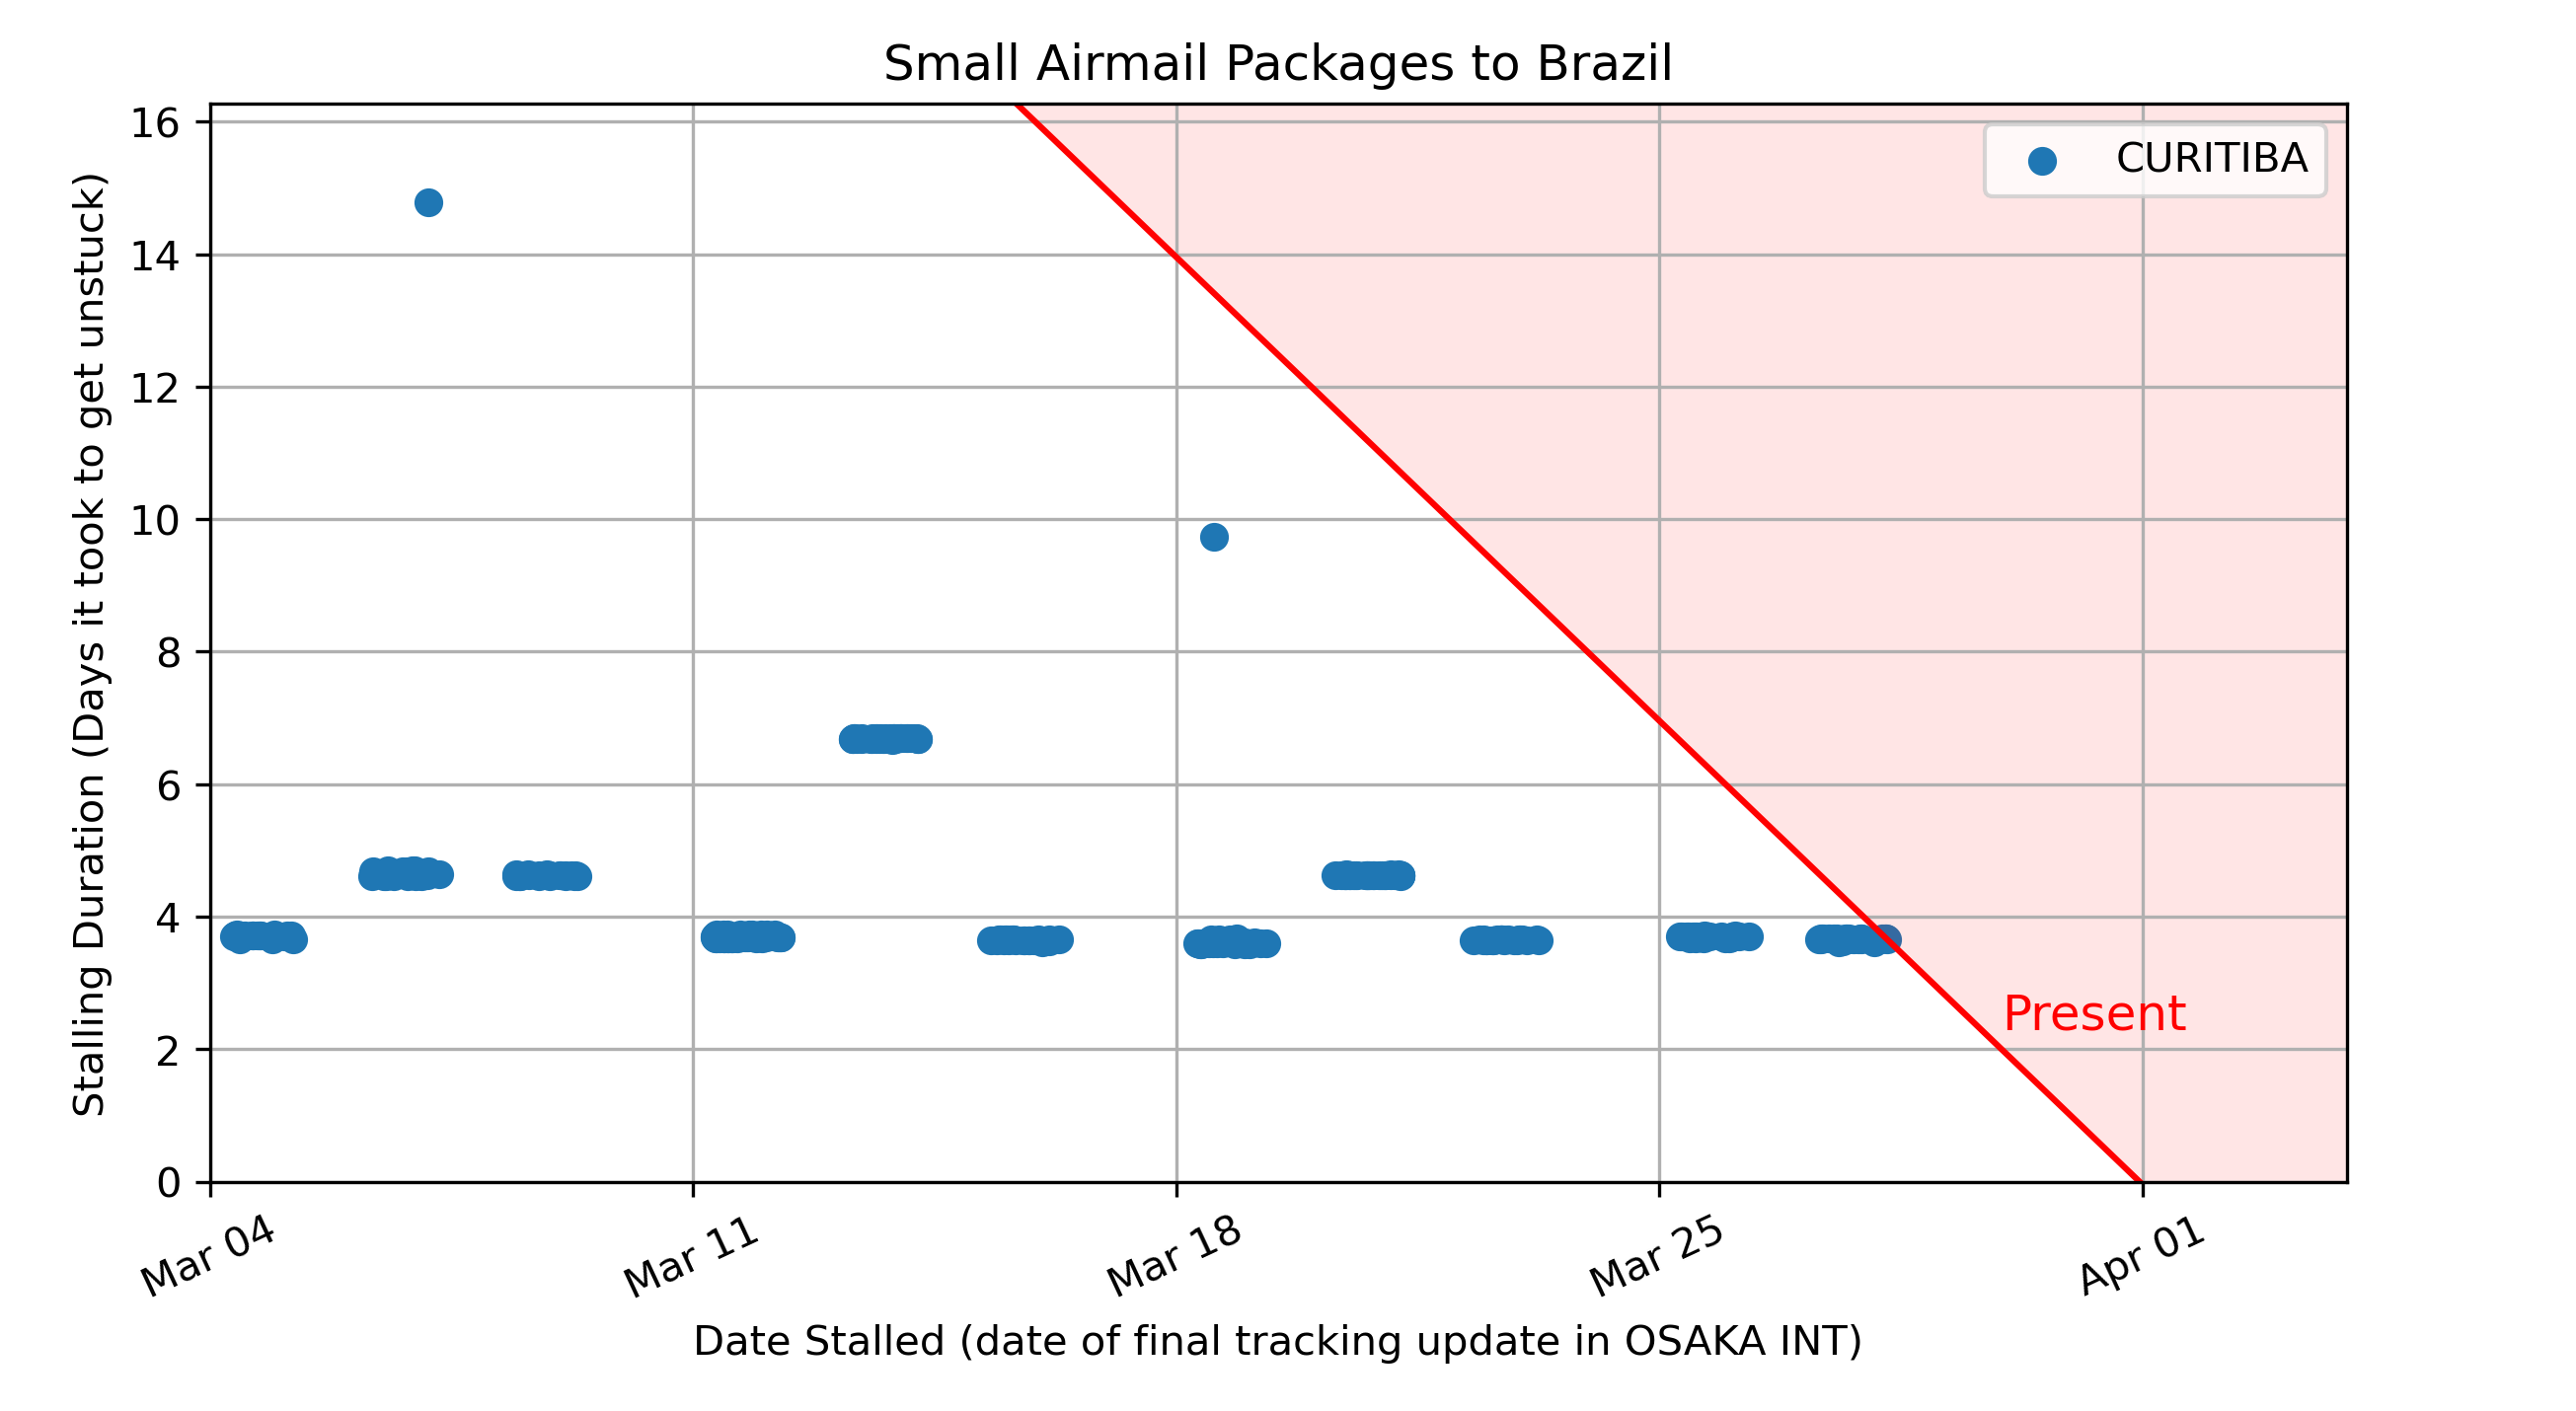 Small Airmail Packages to Brazil
Stalling Duration (Days it took to get unstuck)
16
14
12
10
8
6
4
2
0
CURITIBA
Present
Mar 04
Mar 11
Mar 18
Mar 25
Apr 01
Date Stalled (date of final tracking update in OSAKA INT)